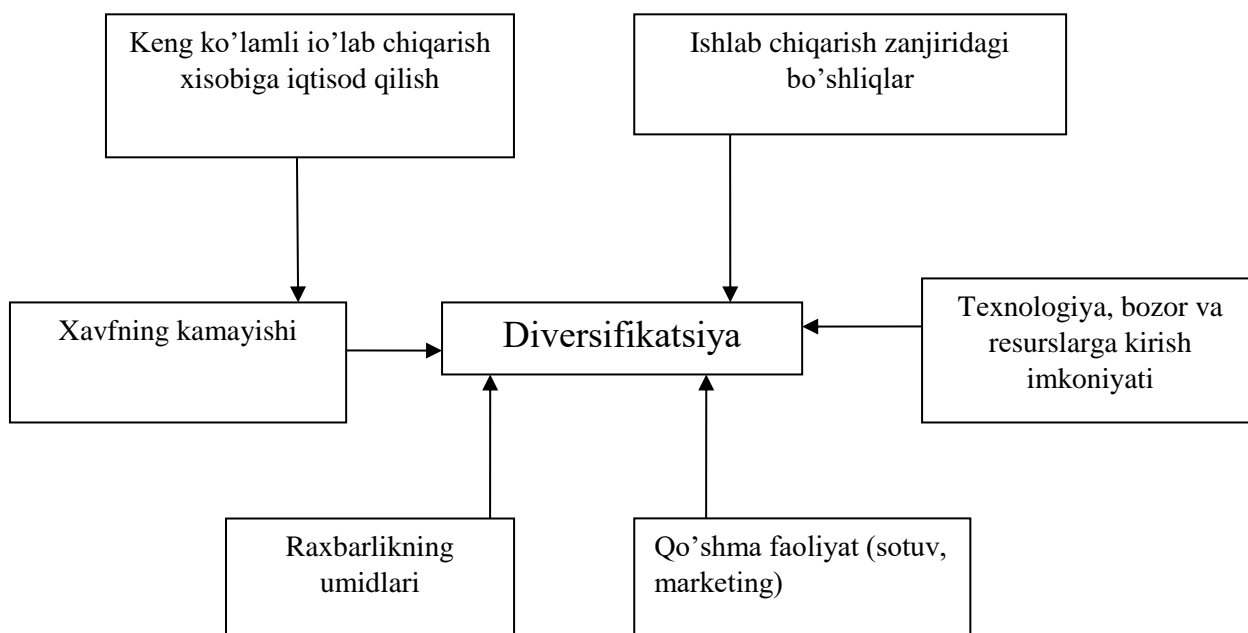 Keng ko’lamli io’lab chiqarish
xisobiga iqtisod qilish
Ishlab chiqarish zanjiridagi
bo’shliqlar
Xavfning kamayishi
Diversifikatsiya
Texnologiya, bozor va
resurslarga kirish
imkoniyati
Raxbarlikning
umidlari
Qo’shma faoliyat (sotuv,
marketing)